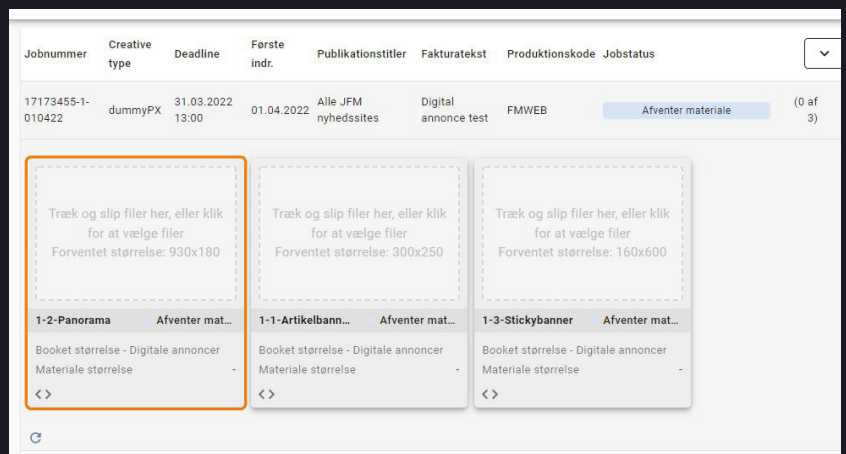 Jobnummer Creative type Deadline Første indr. Publikationstitler Fakturatekst Produktionskode Jobstatus
17173455-1-010422 dummyPX 31.03.2022 13:00 01.04.2022 Alle JFM nyhedssites Digital annonce test FMWEB Afventer materiale (0 af 3)
Træk og slip filer her, eller klik
for at vælge filer
Forventet størrelse: 930x180
1-2-Panorama Afventer mat...
Booket størrelse - Digitale annoncer
Materiale størrelse -
Træk og slip filer her, eller klik
for at vælge filer
Forventet størrelse: 300x250
1-1-Artikelbann... Afventer mat...
Booket størrelse - Digitale annoncer
Materiale størrelse -
Træk og slip filer her, eller klik
for at vælge filer
Forventet størrelse: 160x600
1-3-Stickybanner Afventer mat...
Booket størrelse - Digitale annoncer
Materiale størrelse -